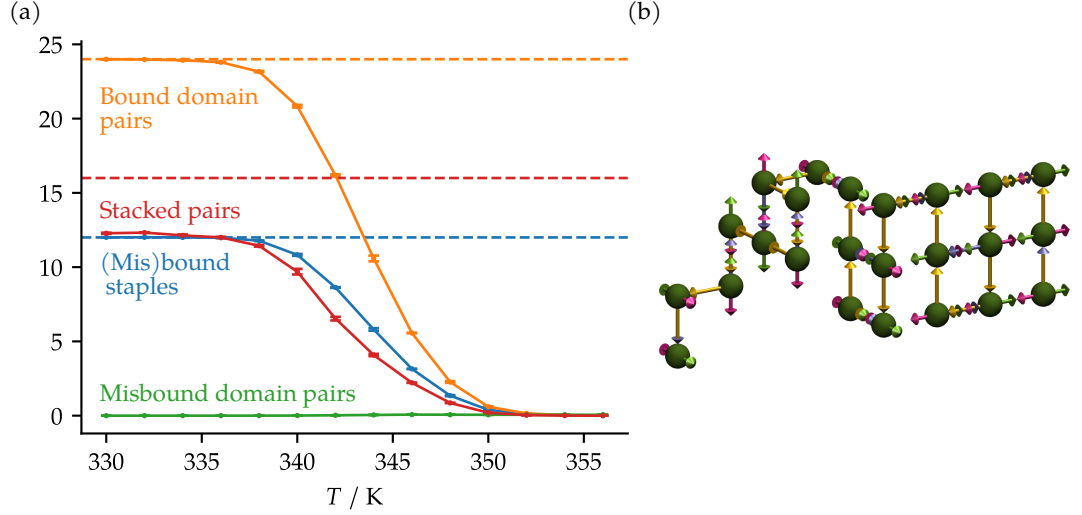 (a)
(b)
25
20
15
10
5
0
Bound domain
pairs
Stacked pairs
(Mis)bound
staples
Misbound domain pairs
330
335
340
345
350
355
T / K